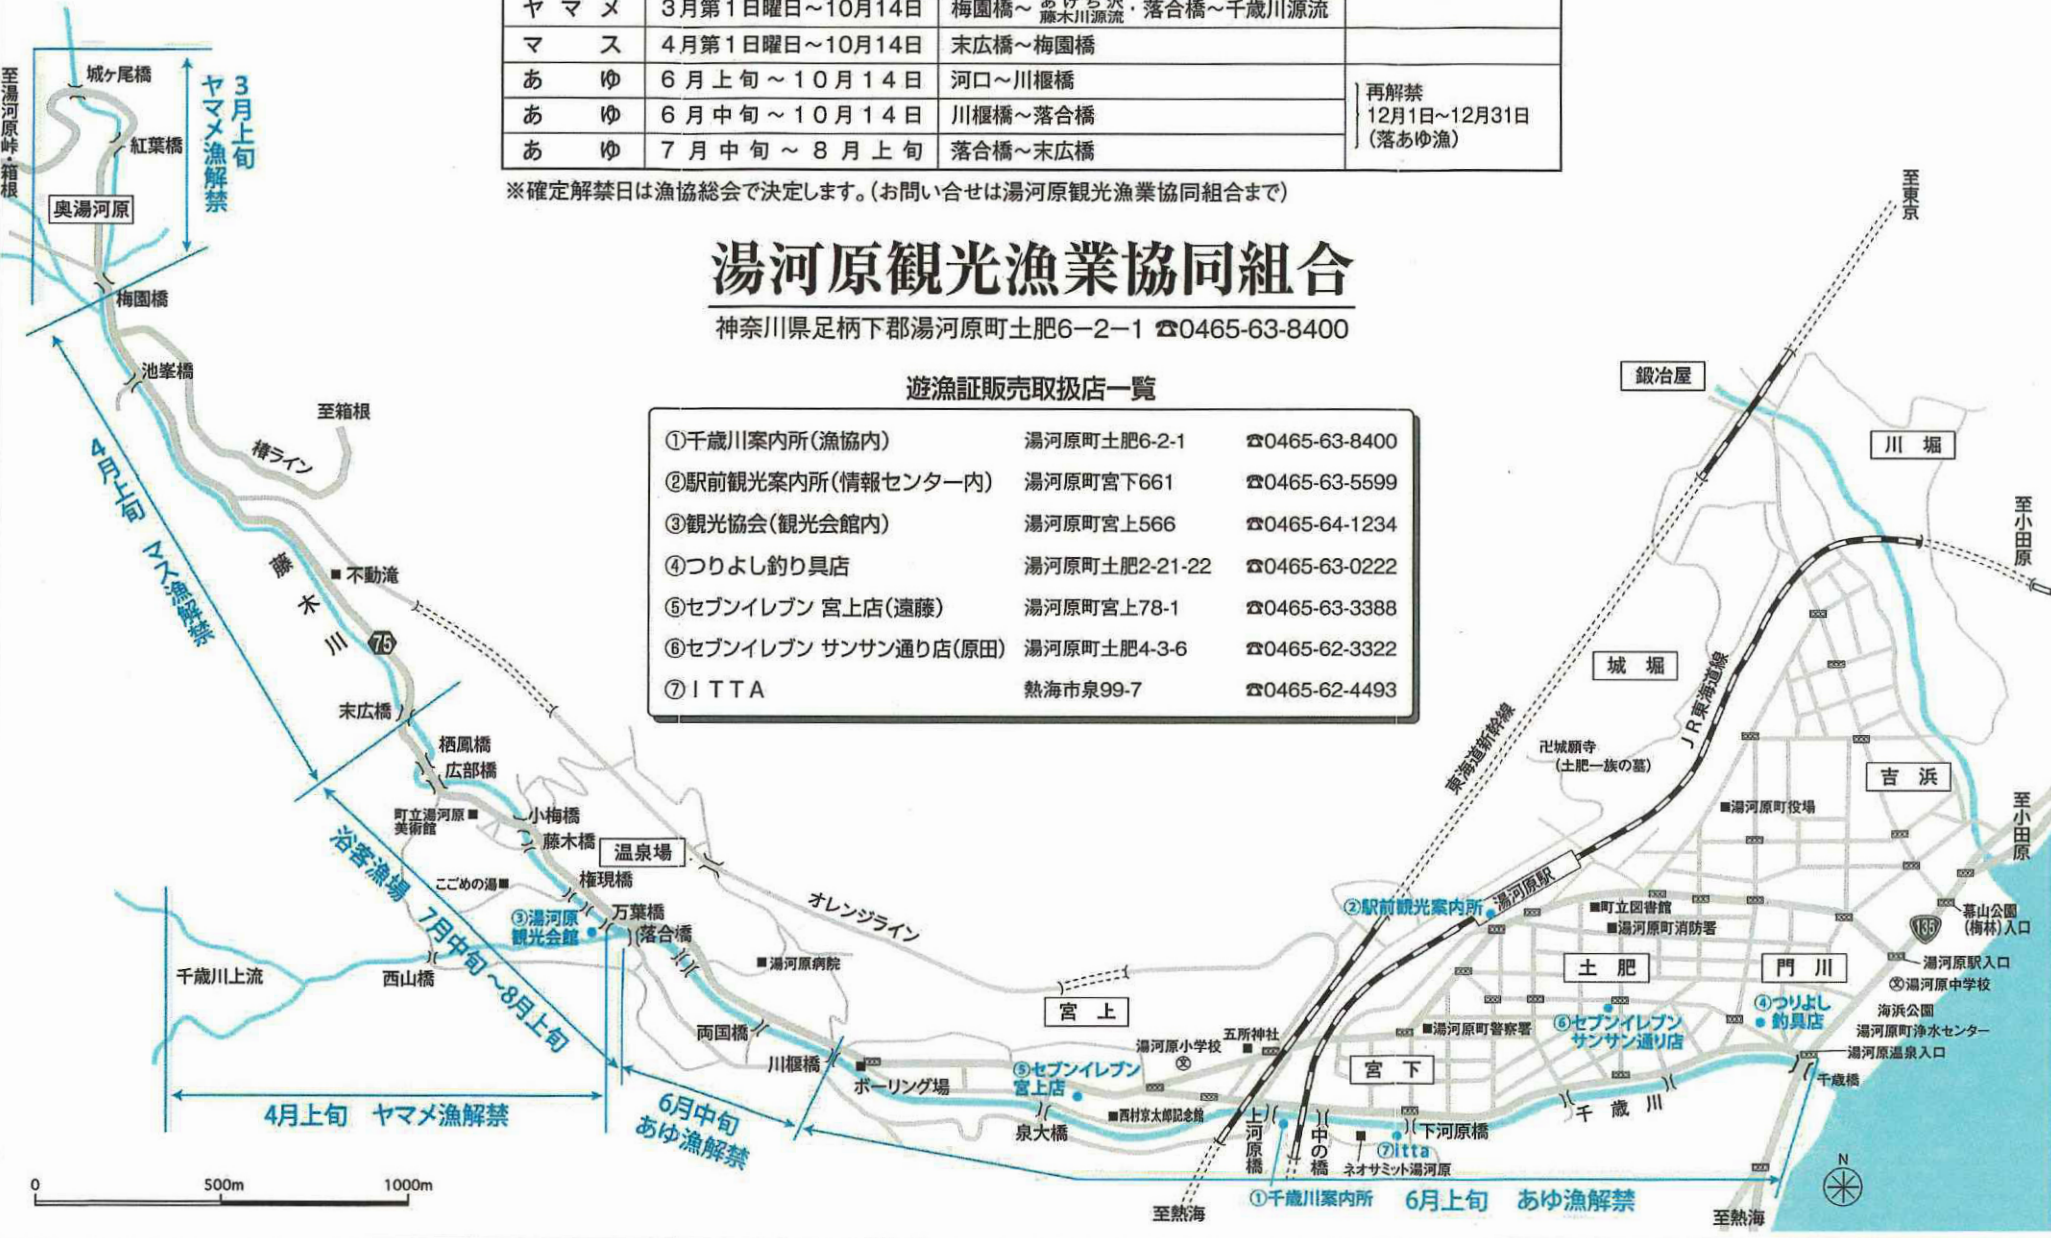 ヤマメ 3月第1日曜日～10月14日 梅園橋～ 藤木川源流・落合橋～千歳川源流
マス 4月第1日曜日～10月14日 末広橋～梅園橋
あゆ 6月上旬～10月14日 河口～川堰橋
あゆ 6月中旬～10月14日 川堰橋～落合橋
あゆ 7月中旬～8月上旬 落合橋～末広橋
再解禁
12月1日～12月31日
(落あゆ漁)
※確定解禁日は漁協総会で決定します。(お問い合せは湯河原観光漁業協同組合まで)
湯河原観光漁業協同組合
神奈川県足柄下郡湯河原町土肥6－2－1 ☎0465-63-8400
遊漁証販売取扱店一覧
①千歳川案内所(漁協内) 湯河原町土肥6-2-1 ☎0465-63-8400
②駅前観光案内所(情報センター内) 湯河原町宮下661 ☎0465-63-5599
③観光協会(観光会館内) 湯河原町宮上566 ☎0465-64-1234
④つりよし釣り具店 湯河原町土肥2-21-22 ☎0465-63-0222
⑤セブンイレブン 宮上店(遠藤) 湯河原町宮上78-1 ☎0465-63-3388
⑥セブンイレブン サンサン通り店(原田) 湯河原町土肥4-3-6 ☎0465-62-3322
⑦ITTA 熱海市泉99-7 ☎0465-62-4493
至湯河原峠・箱根
城ヶ尾橋
紅葉橋
奥湯河原
3月上旬
ヤマメ漁解禁
梅園橋
池峯橋
至箱根
椿ライン
4月上旬 マス漁解禁
藤木川
不動滝
75
末広橋
栖鳳橋
広部橋
町立湯河原
美術館
小梅橋
藤木橋
温泉場
こごめの湯
権現橋
万葉橋
③湯河原
観光会館
落合橋
浴客漁場 7月中旬～8月上旬
千歳川上流
西山橋
4月上旬 ヤマメ漁解禁
湯河原病院
オレンジライン
両国橋
川堰橋
ボーリング場
6月中旬
あゆ漁解禁
宮上
⑤セブンイレブン
宮上店
泉大橋
湯河原小学校
文
五所神社
西村京太郎記念館
上河原橋
中の橋
①千歳川案内所
ネオサミット湯河原
⑦itta
下河原橋
6月上旬 あゆ漁解禁
至熱海
至熱海
千歳川
千歳橋
宮下
湯河原町警察署
⑥セブンイレブン
サンサン通り店
④つりよし
釣具店
土肥
門川
町立図書館
湯河原町消防署
②駅前観光案内所
湯河原駅
東海道新幹線
JR東海道線
卍城願寺
(土肥一族の墓)
城堀
湯河原町役場
吉浜
鍛冶屋
川堀
至東京
至小田原
至小田原
幕山公園
(梅林)入口
135
湯河原駅入口
文湯河原中学校
海浜公園
湯河原町浄水センター
湯河原温泉入口
N
0 500m 1000m